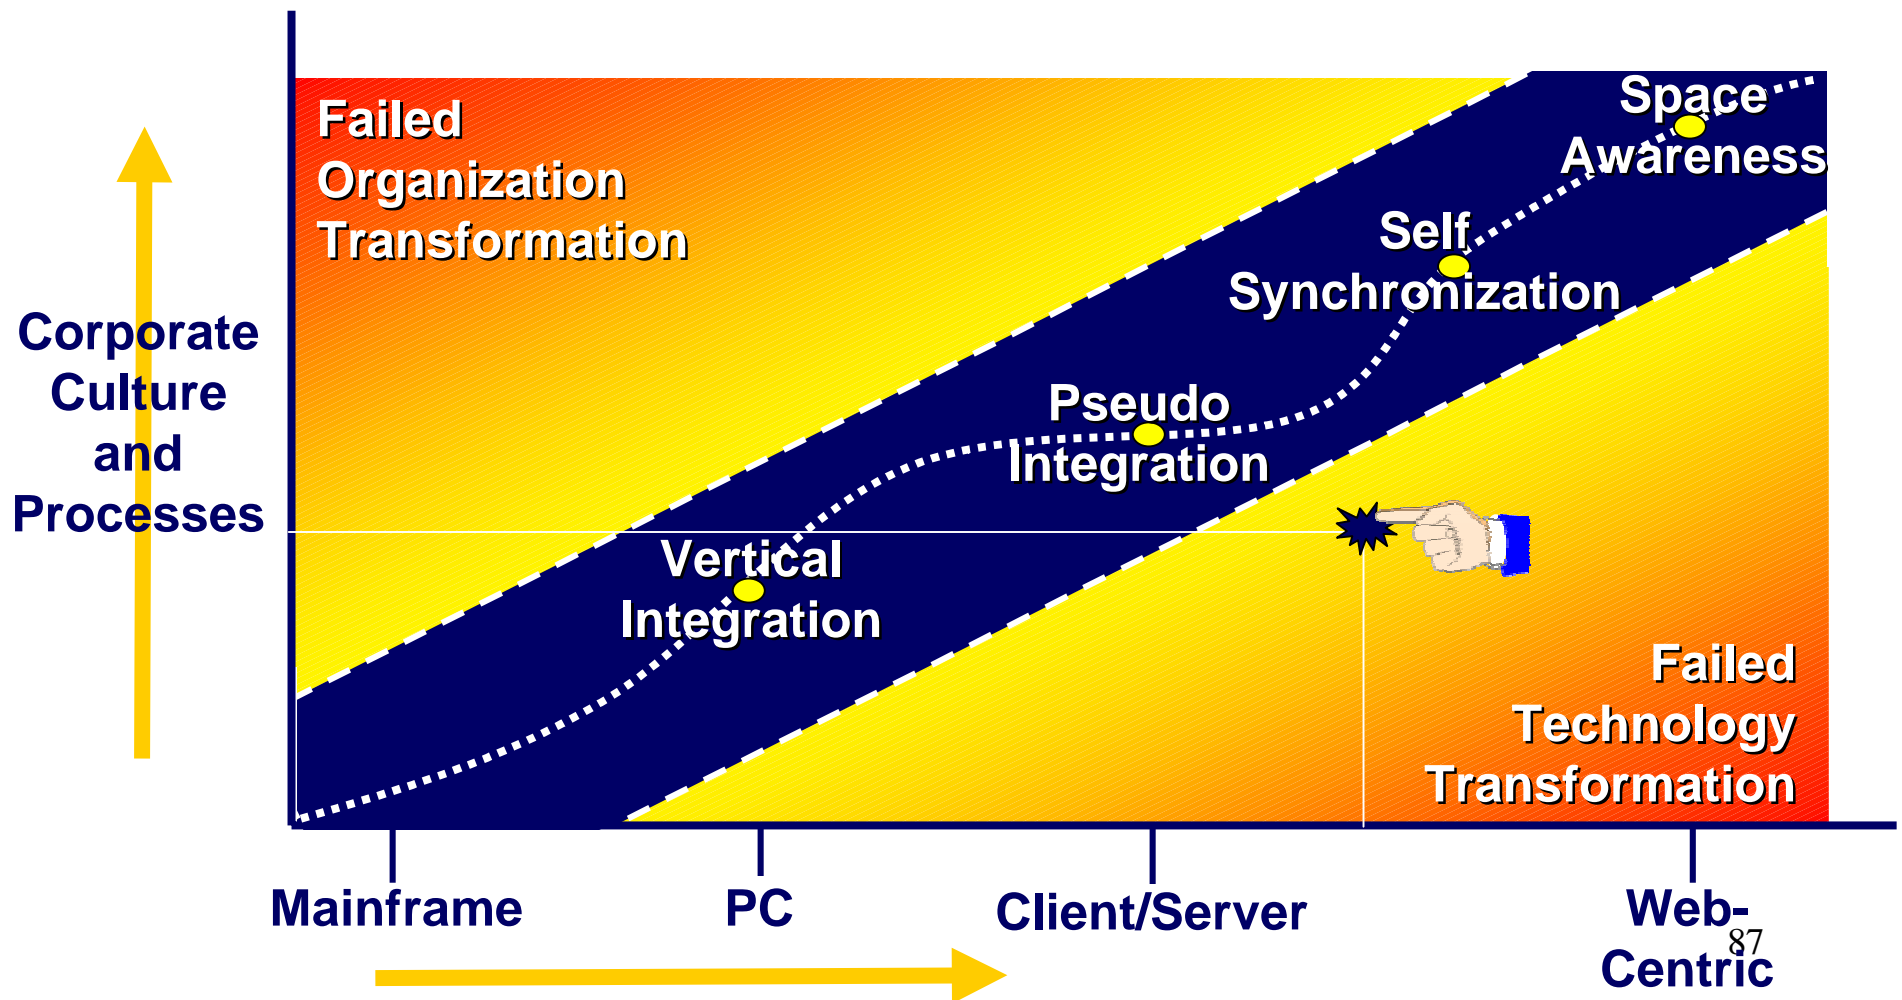 Failed
Organization
Transformation
Space
Awareness
Self
Synchronization
Corporate
Culture
and
Processes
Pseudo
Integration
Vertical
Integration
Failed
Technology
Transformation
Mainframe
PC
Client/Server
Web-
Centric
87